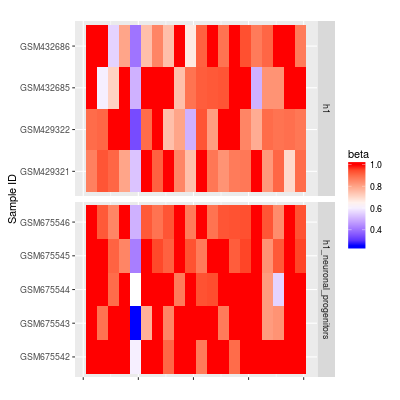 Sample ID
GSM432686
GSM432685
GSM429322
GSM429321
h1
GSM675546
GSM675545
GSM675544
GSM675543
GSM675542
h1_neuronal_progenitors
beta
1.0
0.8
0.6
0.4